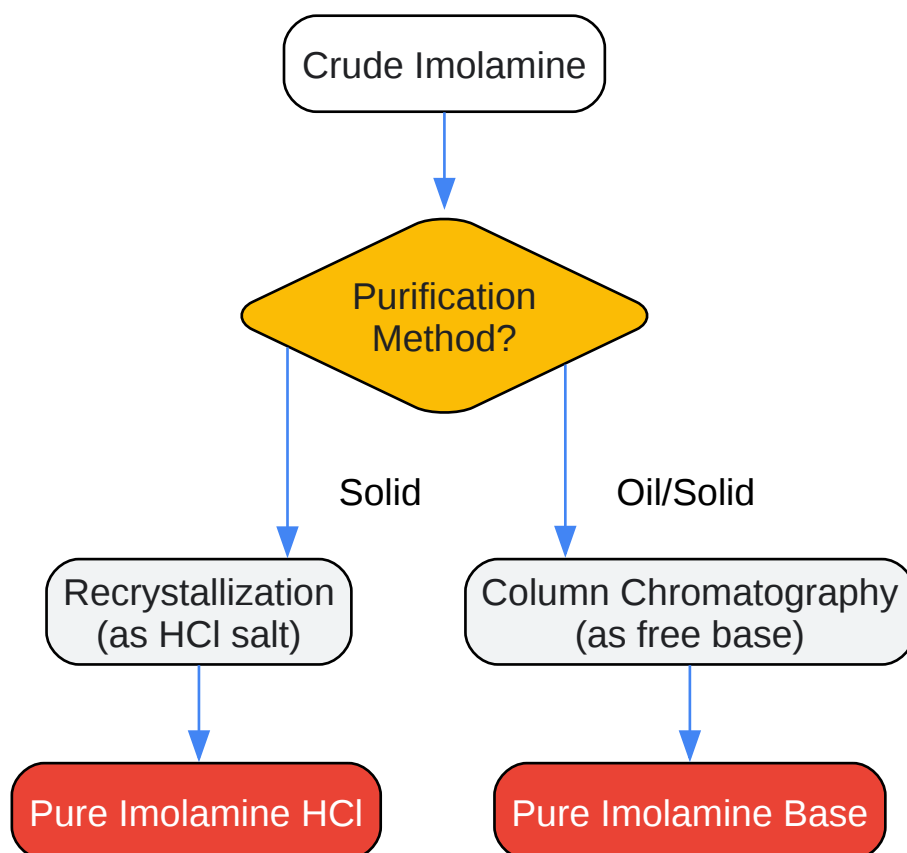 Crude Imolamine
Purification
Method?
Solid
Oil/Solid
Recrystallization
(as HCl salt)
Column Chromatography
(as free base)
Pure Imolamine HCl
Pure Imolamine Base